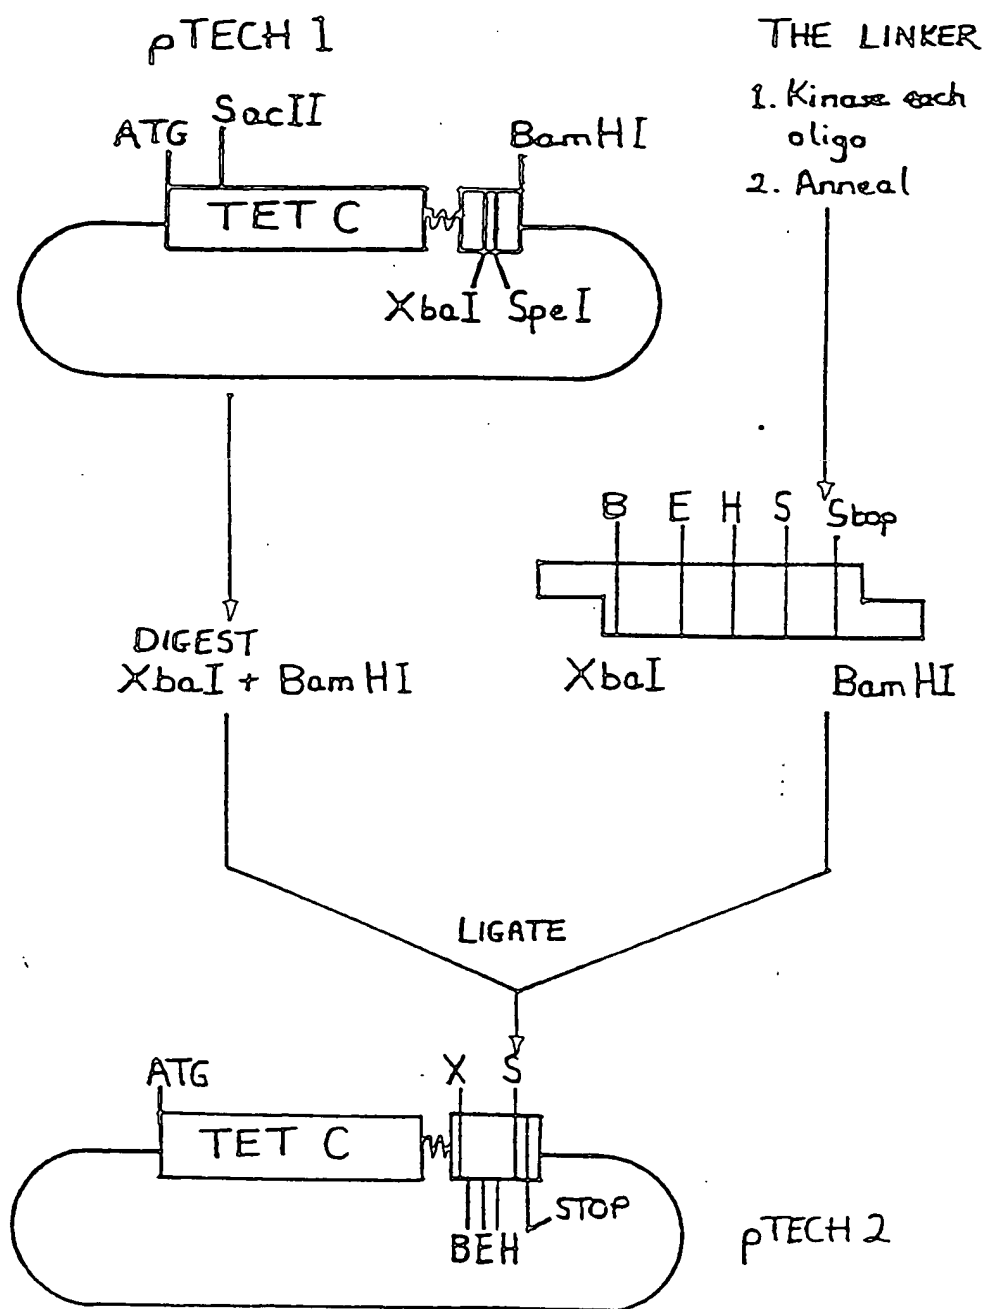 pTECH 1
THE LINKER
1. Kinase each
oligo
2. Anneal
ATG
SacII
BamHI
TET C
XbaI SpeI
B E H S Stop
DIGEST
XbaI + BamHI
XbaI
BamHI
LIGATE
ATG
X S
TET C
STOP
BEH
pTECH 2